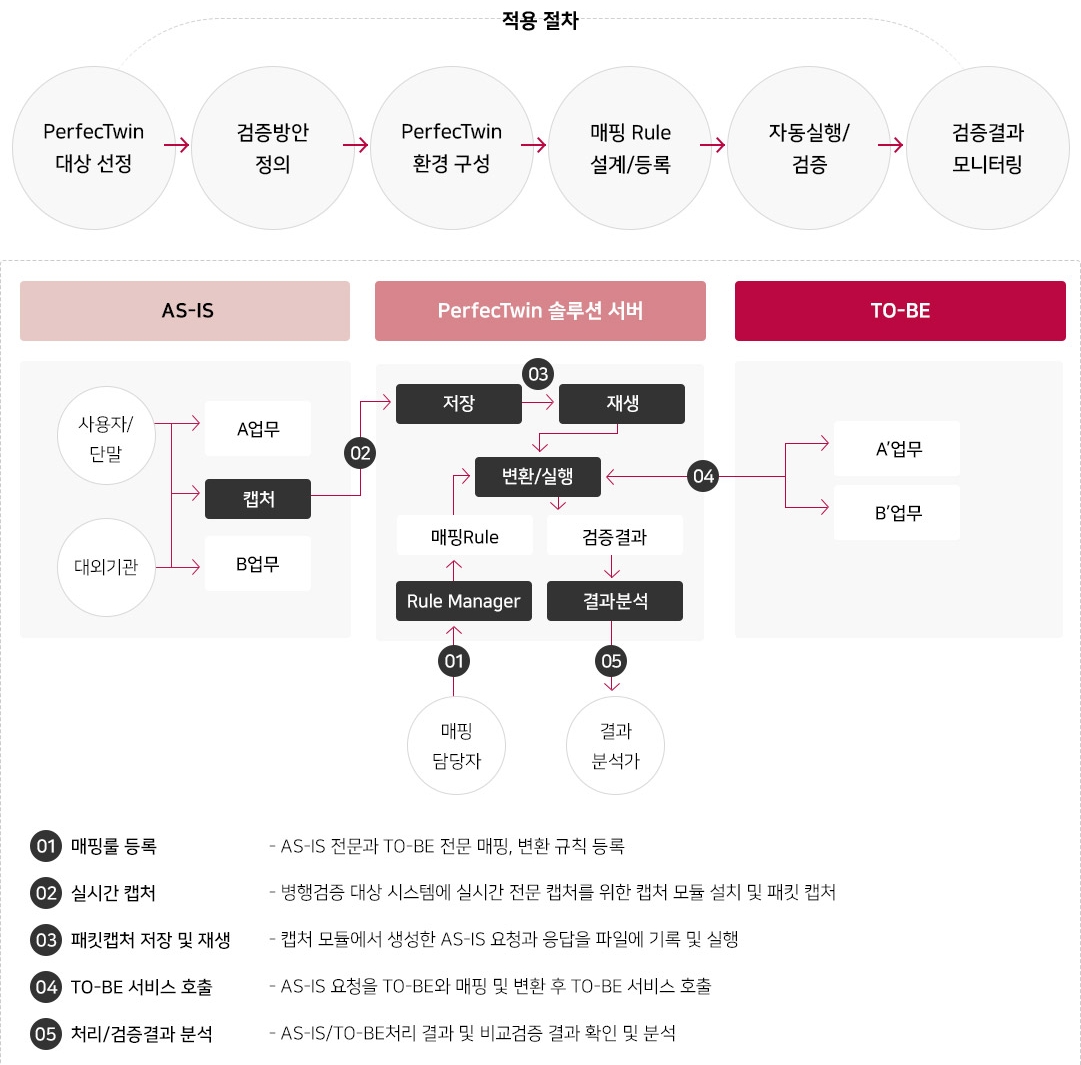 적용 절차
PerfecTwin
대상 선정
검증방안
정의
PerfecTwin
환경 구성
매핑 Rule
설계/등록
자동실행/
검증
검증결과
모니터링
AS-IS
PerfecTwin 솔루션 서버
TO-BE
사용자/
단말
대외기관
A업무
캡처
B업무
02
저장
03
재생
변환/실행
04
매핑Rule
검증결과
Rule Manager
결과분석
01
05
매핑
담당자
결과
분석가
A′업무
B′업무
01 매핑룰 등록 - AS-IS 전문과 TO-BE 전문 매핑, 변환 규칙 등록
02 실시간 캡처 - 병행검증 대상 시스템에 실시간 전문 캡처를 위한 캡처 모듈 설치 및 패킷 캡처
03 패킷캡처 저장 및 재생 - 캡처 모듈에서 생성한 AS-IS 요청과 응답을 파일에 기록 및 실행
04 TO-BE 서비스 호출 - AS-IS 요청을 TO-BE와 매핑 및 변환 후 TO-BE 서비스 호출
05 처리/검증결과 분석 - AS-IS/TO-BE처리 결과 및 비교검증 결과 확인 및 분석